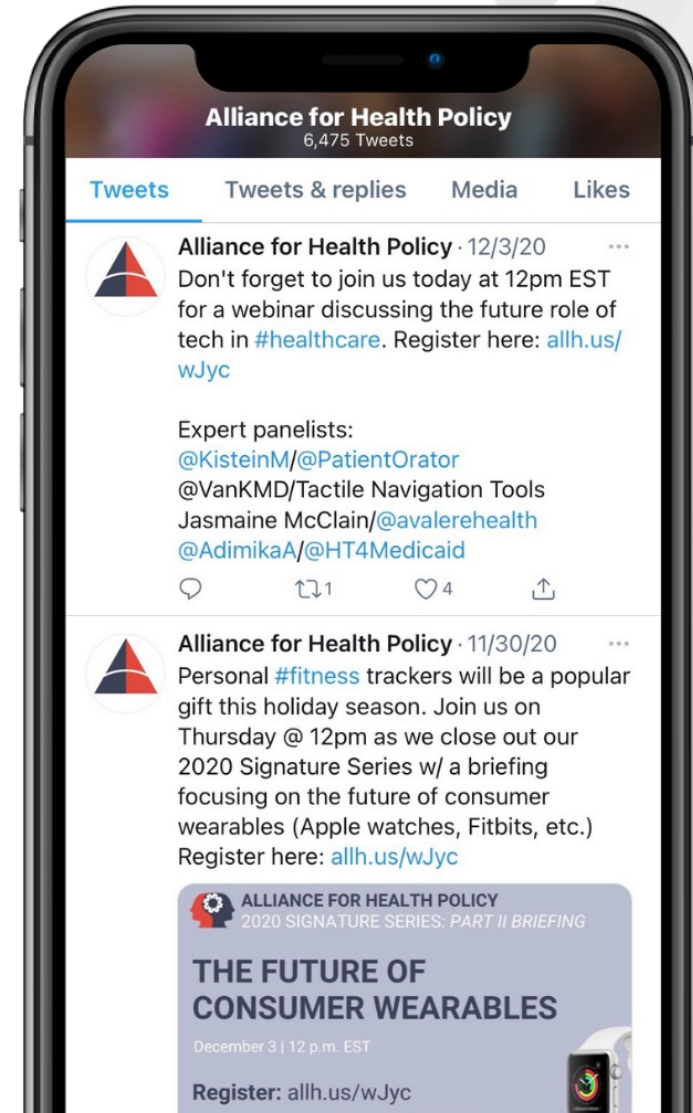 Alliance for Health Policy
6,475 Tweets
Tweets Tweets & replies Media Likes
Alliance for Health Policy · 12/3/20
Don't forget to join us today at 12pm EST
for a webinar discussing the future role of
tech in #healthcare. Register here: allh.us/
wJyc
Expert panelists:
@KisteinM/@PatientOrator
@VanKMD/Tactile Navigation Tools
Jasmaine McClain/@avalerehealth
@AdimikaA/@HT4Medicaid
1 4
Alliance for Health Policy · 11/30/20
Personal #fitness trackers will be a popular
gift this holiday season. Join us on
Thursday @ 12pm as we close out our
2020 Signature Series w/ a briefing
focusing on the future of consumer
wearables (Apple watches, Fitbits, etc.)
Register here: allh.us/wJyc
ALLIANCE FOR HEALTH POLICY
2020 SIGNATURE SERIES: PART II BRIEFING
THE FUTURE OF
CONSUMER WEARABLES
December 3 | 12 p.m. EST
Register: allh.us/wJyc